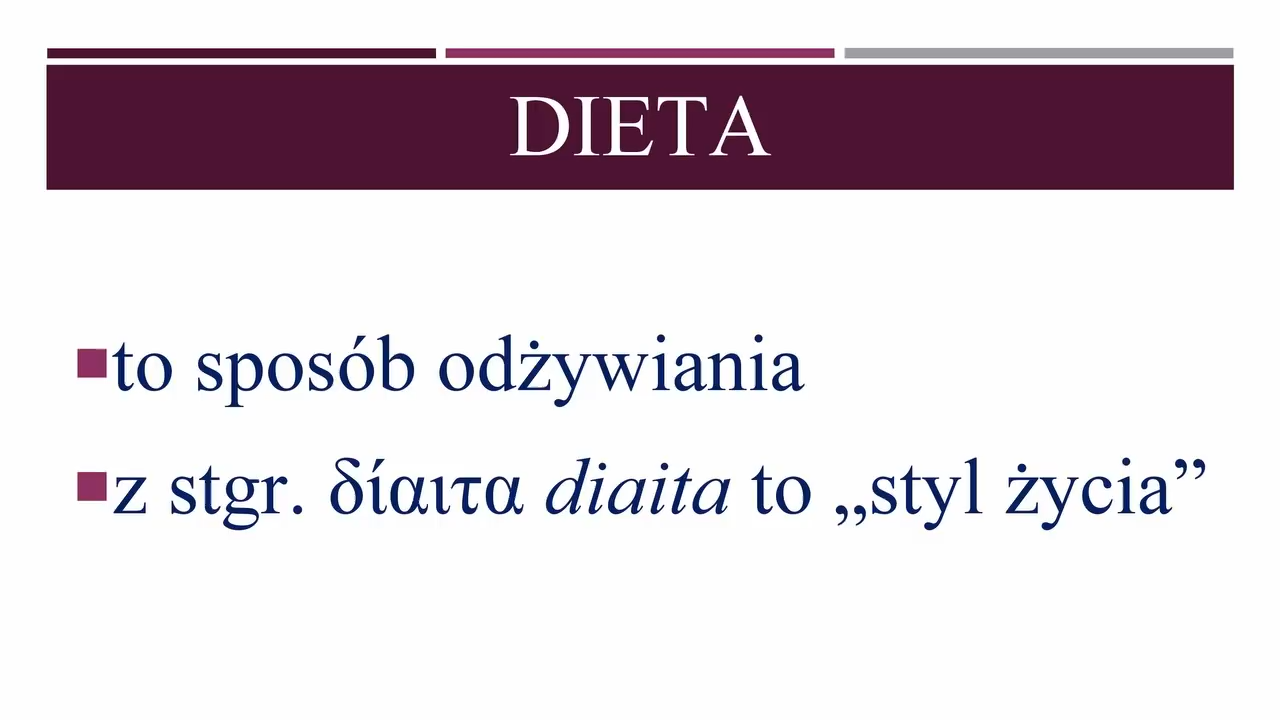 DIETA
to sposób odżywiania
z stgr. δίαιτα diaita to „styl życia”